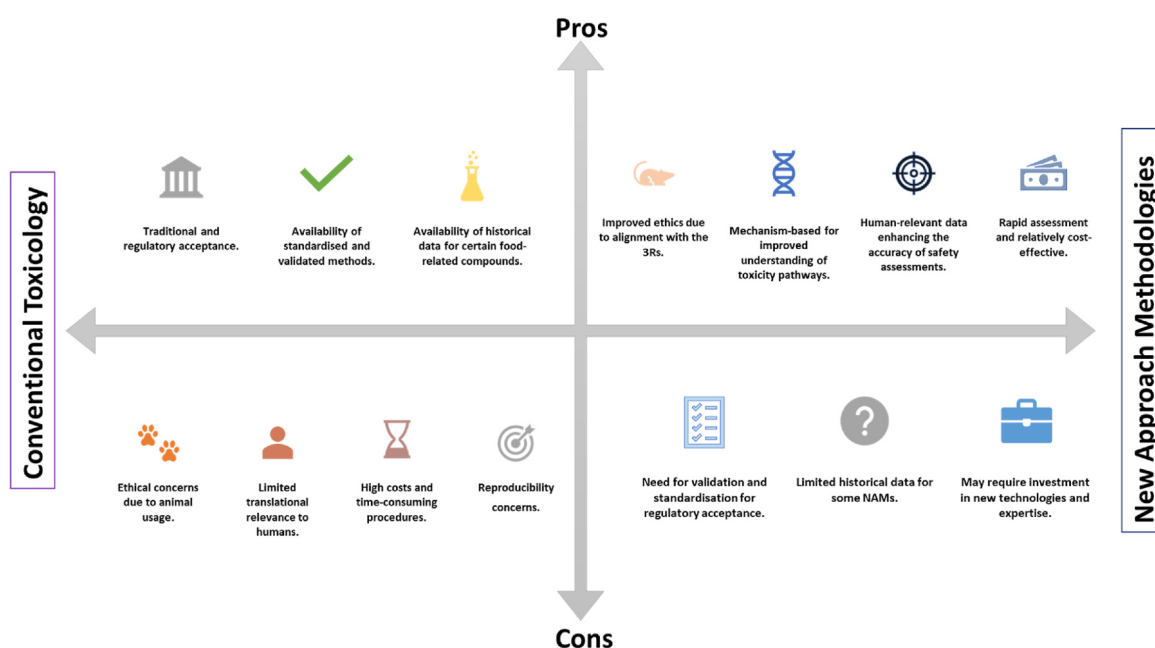 Pros
Conventional Toxicology
Traditional and
regulatory acceptance.
Availability of
standardised and
validated methods.
Availability of historical
data for certain food-
related compounds.
Improved ethics due
to alignment with the
3Rs.
Mechanism-based for
improved
understanding of
toxicity pathways.
Human-relevant data
enhancing the
accuracy of safety
assessments.
Rapid assessment
and relatively cost-
effective.
New Approach Methodologies
Ethical concerns
due to animal
usage.
Limited
translational
relevance to
humans.
High costs and
time-consuming
procedures.
Reproducibility
concerns.
Need for validation and
standardisation for
regulatory acceptance.
Limited historical data for
some NAMs.
May require investment
in new technologies and
expertise.
Cons